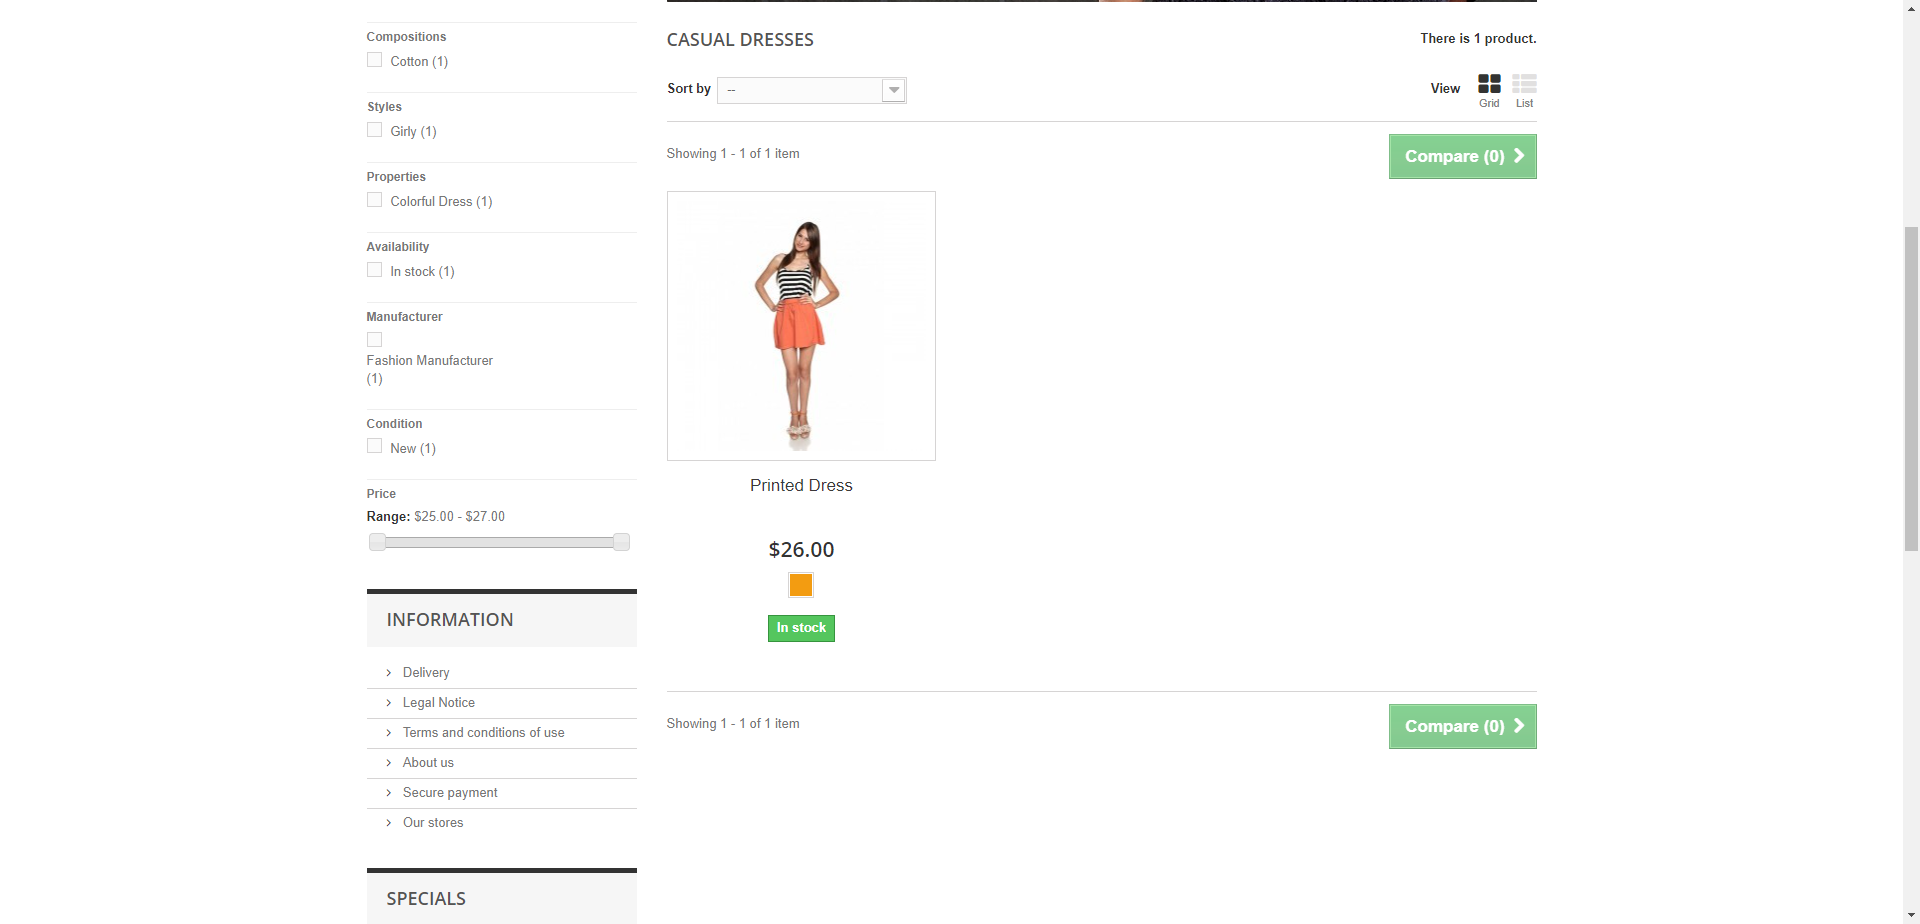 Compositions
Cotton (1)
Styles
Girly (1)
Properties
Colorful Dress (1)
Availability
In stock (1)
Manufacturer
Fashion Manufacturer
(1)
Condition
New (1)
Price
Range: $25.00 - $27.00
INFORMATION
Delivery
Legal Notice
Terms and conditions of use
About us
Secure payment
Our stores
SPECIALS
CASUAL DRESSES
There is 1 product.
Sort by --
View
Grid
List
Showing 1 - 1 of 1 item
Compare (0)
Printed Dress
$26.00
In stock
Showing 1 - 1 of 1 item
Compare (0)